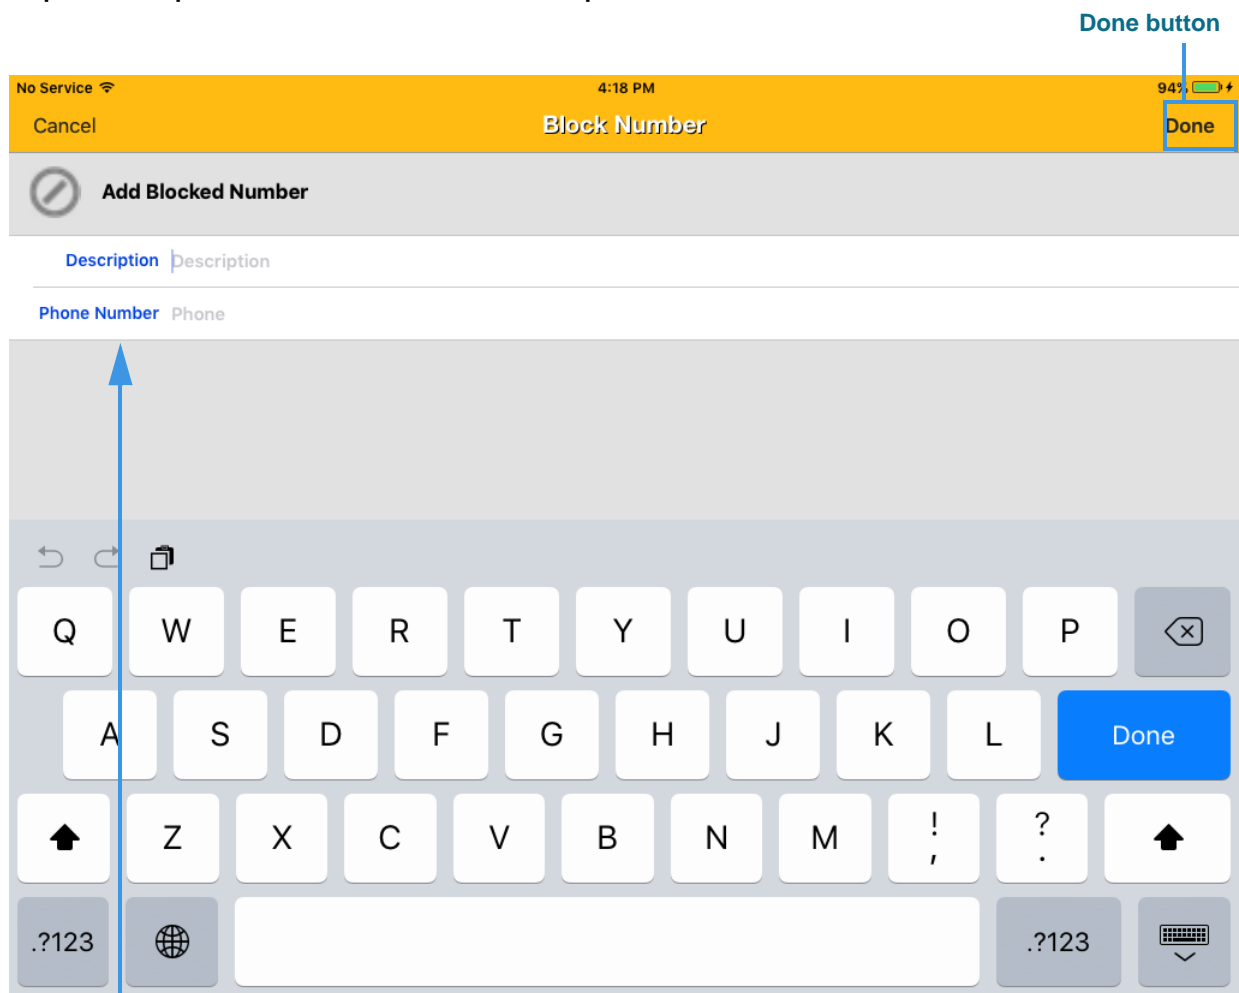 Done button
No Service 4:18 PM 94%
Cancel Block Number Done
Add Blocked Number
Description Description
Phone Number Phone
Q W E R T Y U I O P
A S D F G H J K L Done
Z X C V B N M ! , ? .
.?123 .?123